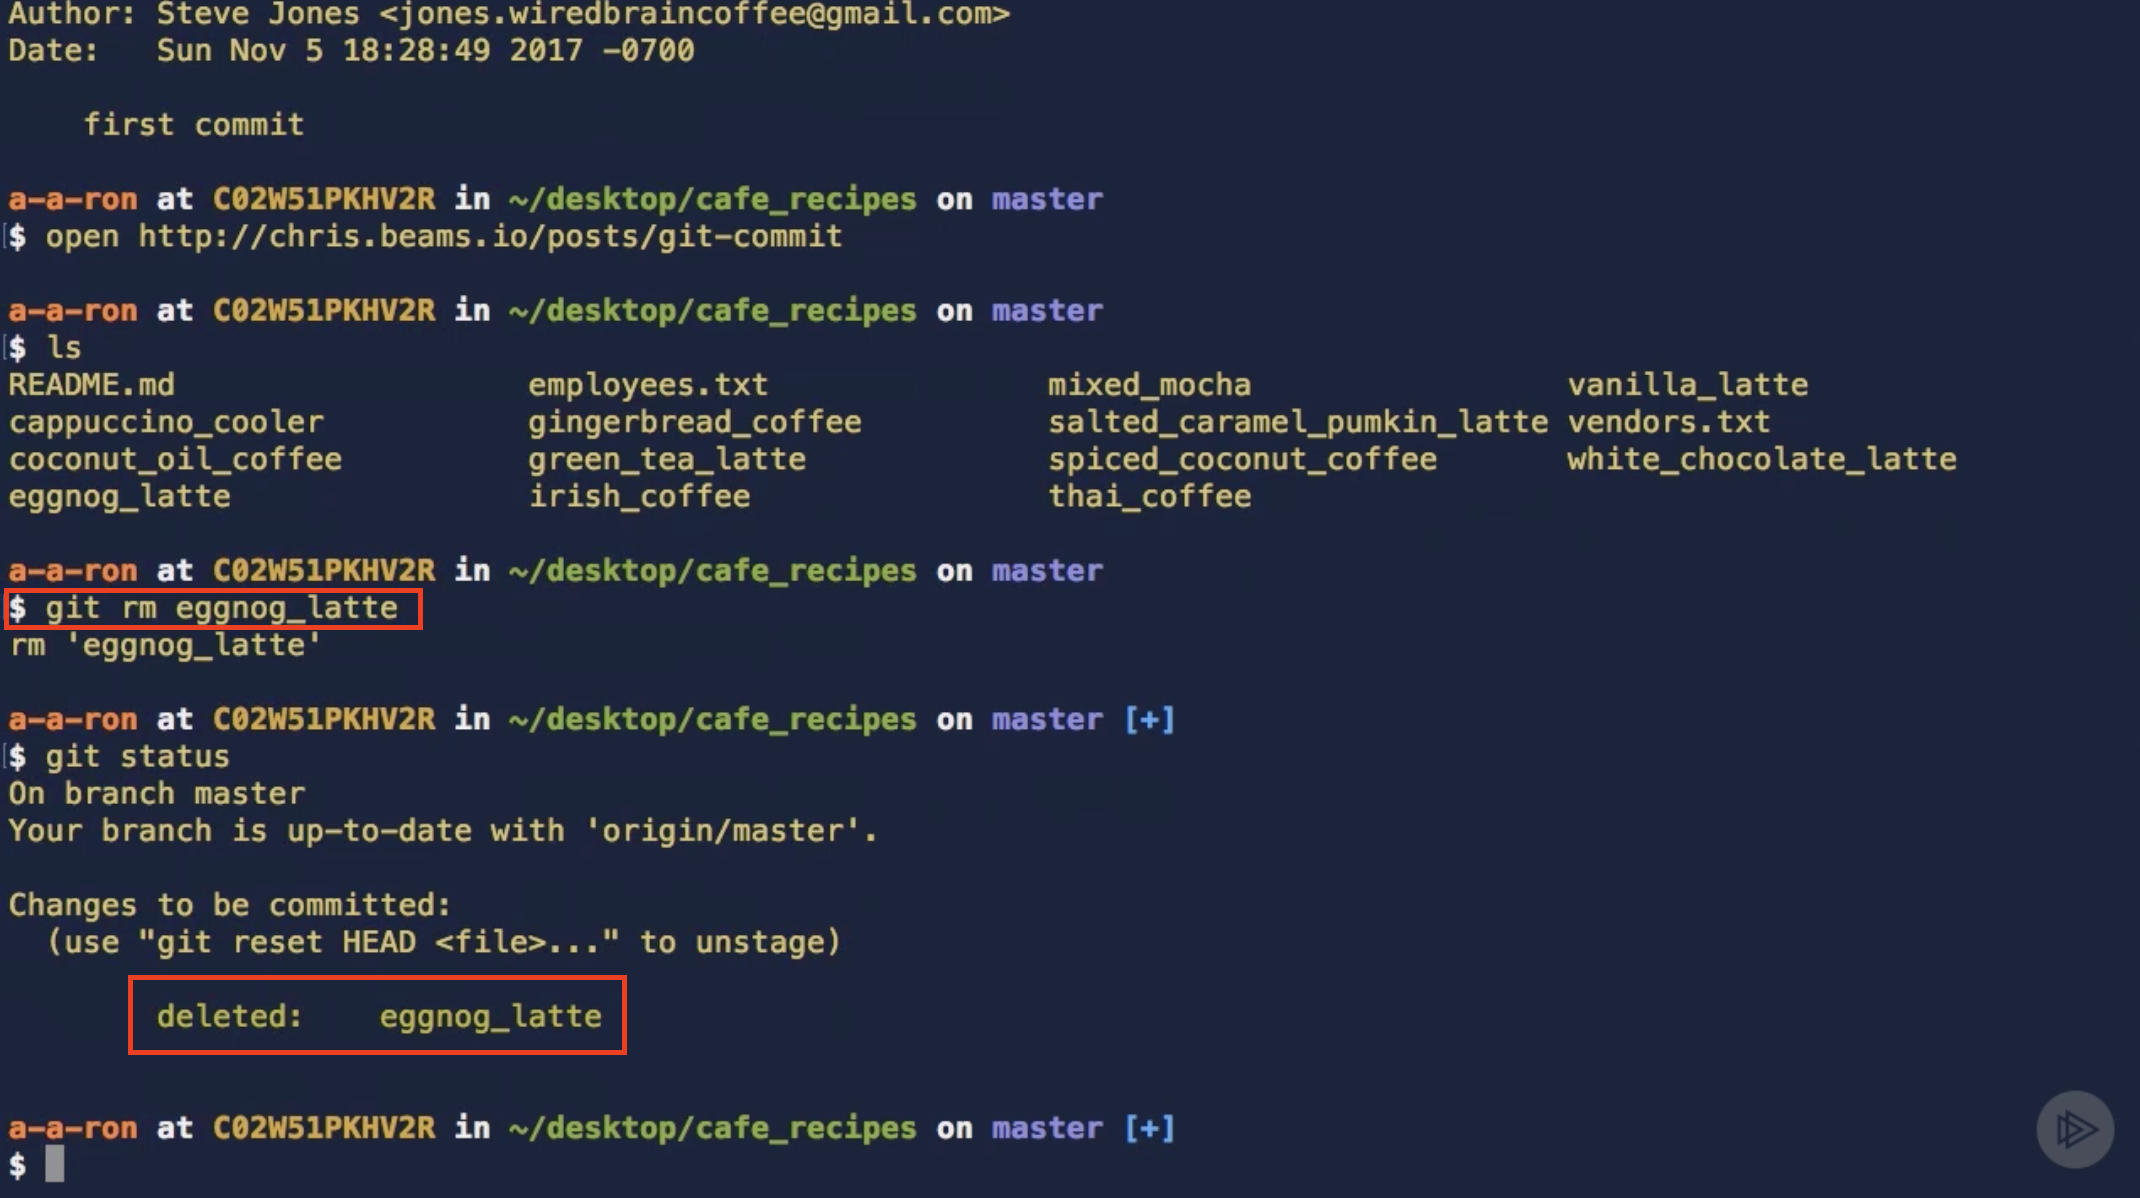 Author: Steve Jones <jones.wiredbraincoffee@gmail.com>
Date:   Sun Nov 5 18:28:49 2017 -0700
first commit
a-a-ron at C02W51PKHV2R in ~/desktop/cafe_recipes on master
$ open http://chris.beams.io/posts/git-commit
a-a-ron at C02W51PKHV2R in ~/desktop/cafe_recipes on master
$ ls
README.md employees.txt mixed_mocha vanilla_latte
cappuccino_cooler gingerbread_coffee salted_caramel_pumkin_latte vendors.txt
coconut_oil_coffee green_tea_latte spiced_coconut_coffee white_chocolate_latte
eggnog_latte irish_coffee thai_coffee
a-a-ron at C02W51PKHV2R in ~/desktop/cafe_recipes on master
$ git rm eggnog_latte
rm 'eggnog_latte'
a-a-ron at C02W51PKHV2R in ~/desktop/cafe_recipes on master [+]
$ git status
On branch master
Your branch is up-to-date with 'origin/master'.
Changes to be committed:
(use "git reset HEAD <file>..." to unstage)
deleted:    eggnog_latte
a-a-ron at C02W51PKHV2R in ~/desktop/cafe_recipes on master [+]
$